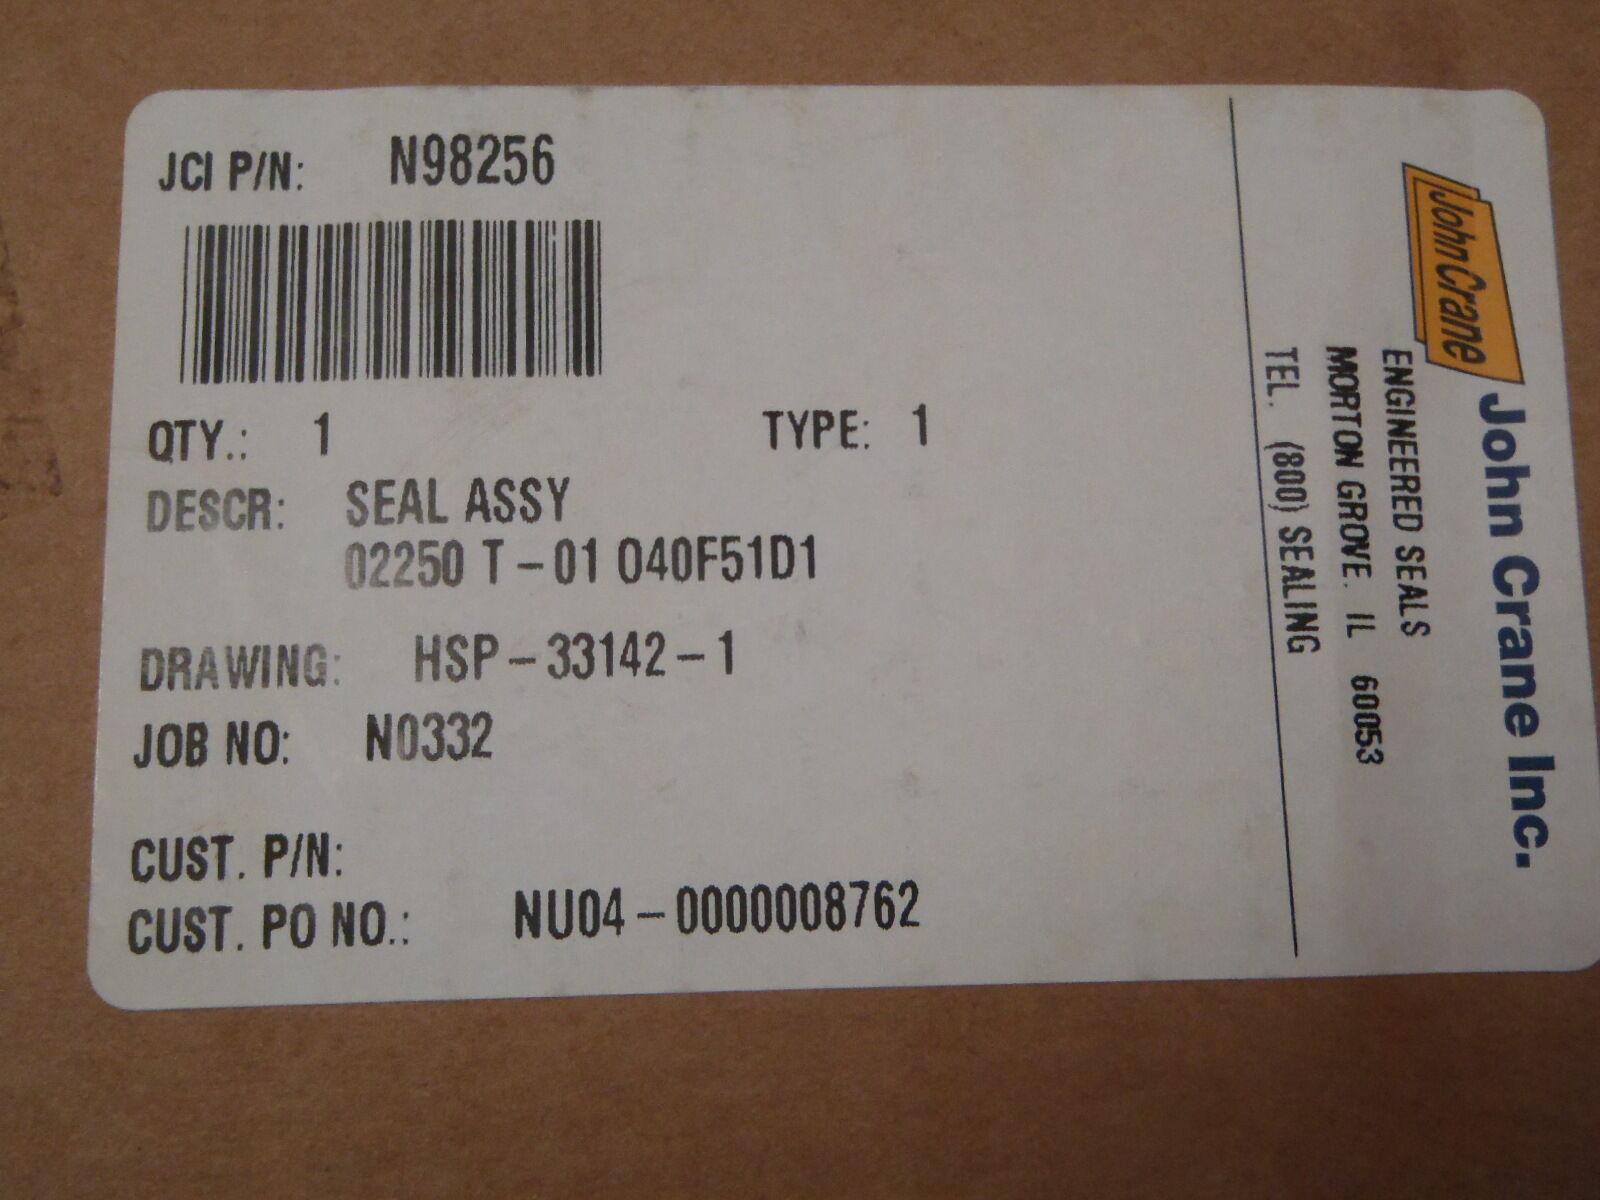 JCI P/N: N98256
QTY.: 1 TYPE: 1
DESCR: SEAL ASSY
02250 T-01 040F51D1
DRAWING: HSP-33142-1
JOB NO: N0332
CUST. P/N:
CUST. PO NO.: NU04-0000008762
John Crane
John Crane Inc.
ENGINEERED SEALS
MORTON GROVE. IL 60053
TEL. (800) SEALING